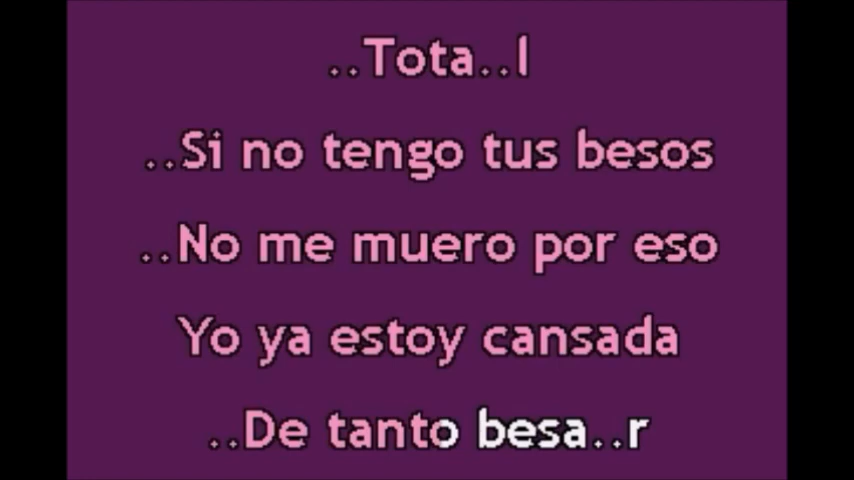 ..Tota..l
..Si no tengo tus besos
..No me muero por eso
Yo ya estoy cansada
..De tanto besa..r